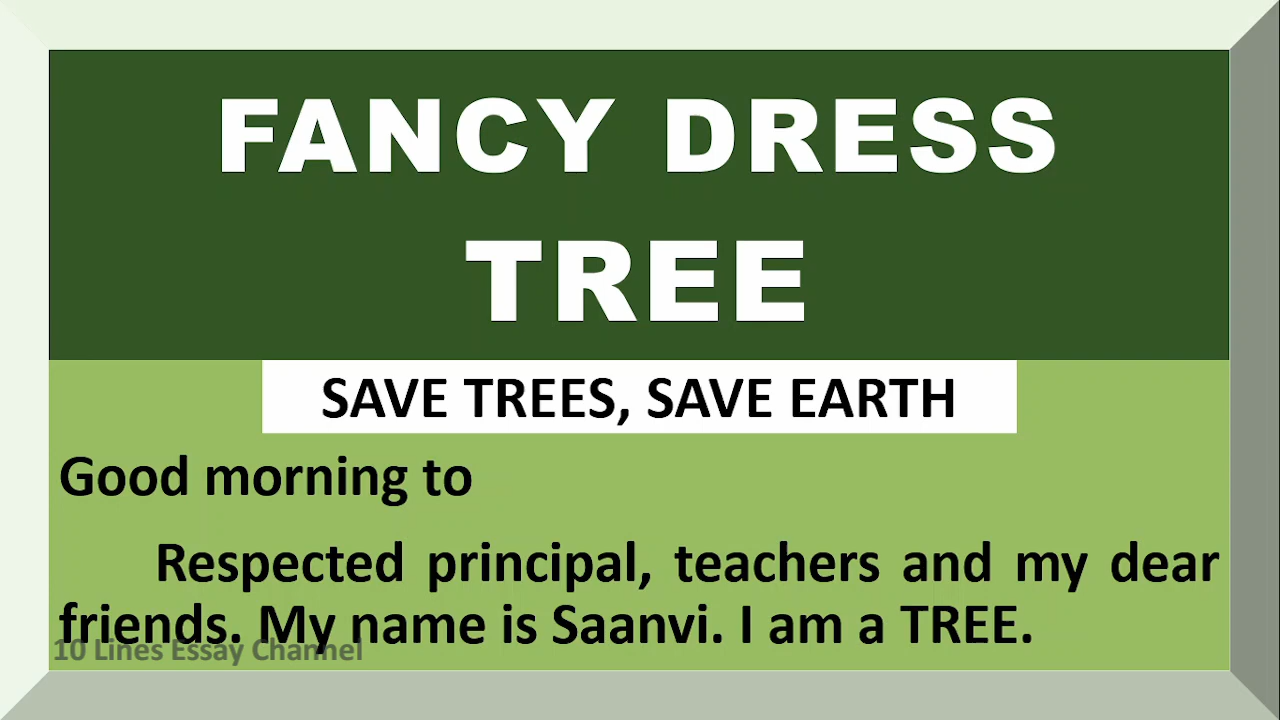 FANCY DRESS
TREE
SAVE TREES, SAVE EARTH
Good morning to
Respected principal, teachers and my dear
friends. My name is Saanvi. I am a TREE.
10 Lines Essay Channel